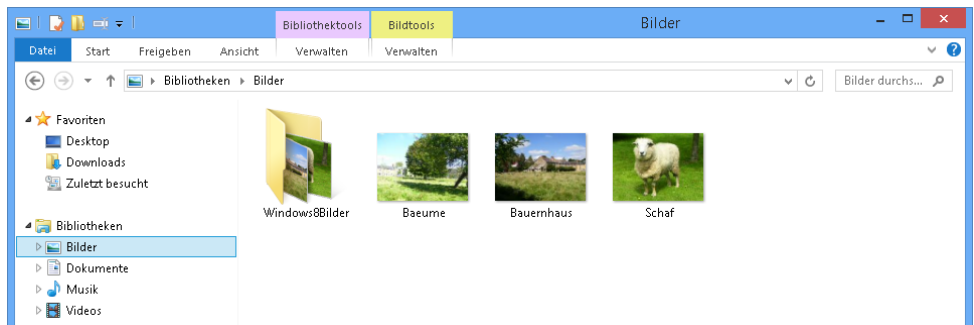 Bibliothektools Bildtools Bilder
Datei Start Freigeben Ansicht Verwalten Verwalten
Bibliotheken Bilder Bilder durchs...
Favoriten
Desktop
Downloads
Zuletzt besucht
Bibliotheken
Bilder
Dokumente
Musik
Videos
Windows8Bilder Baeume Bauernhaus Schaf